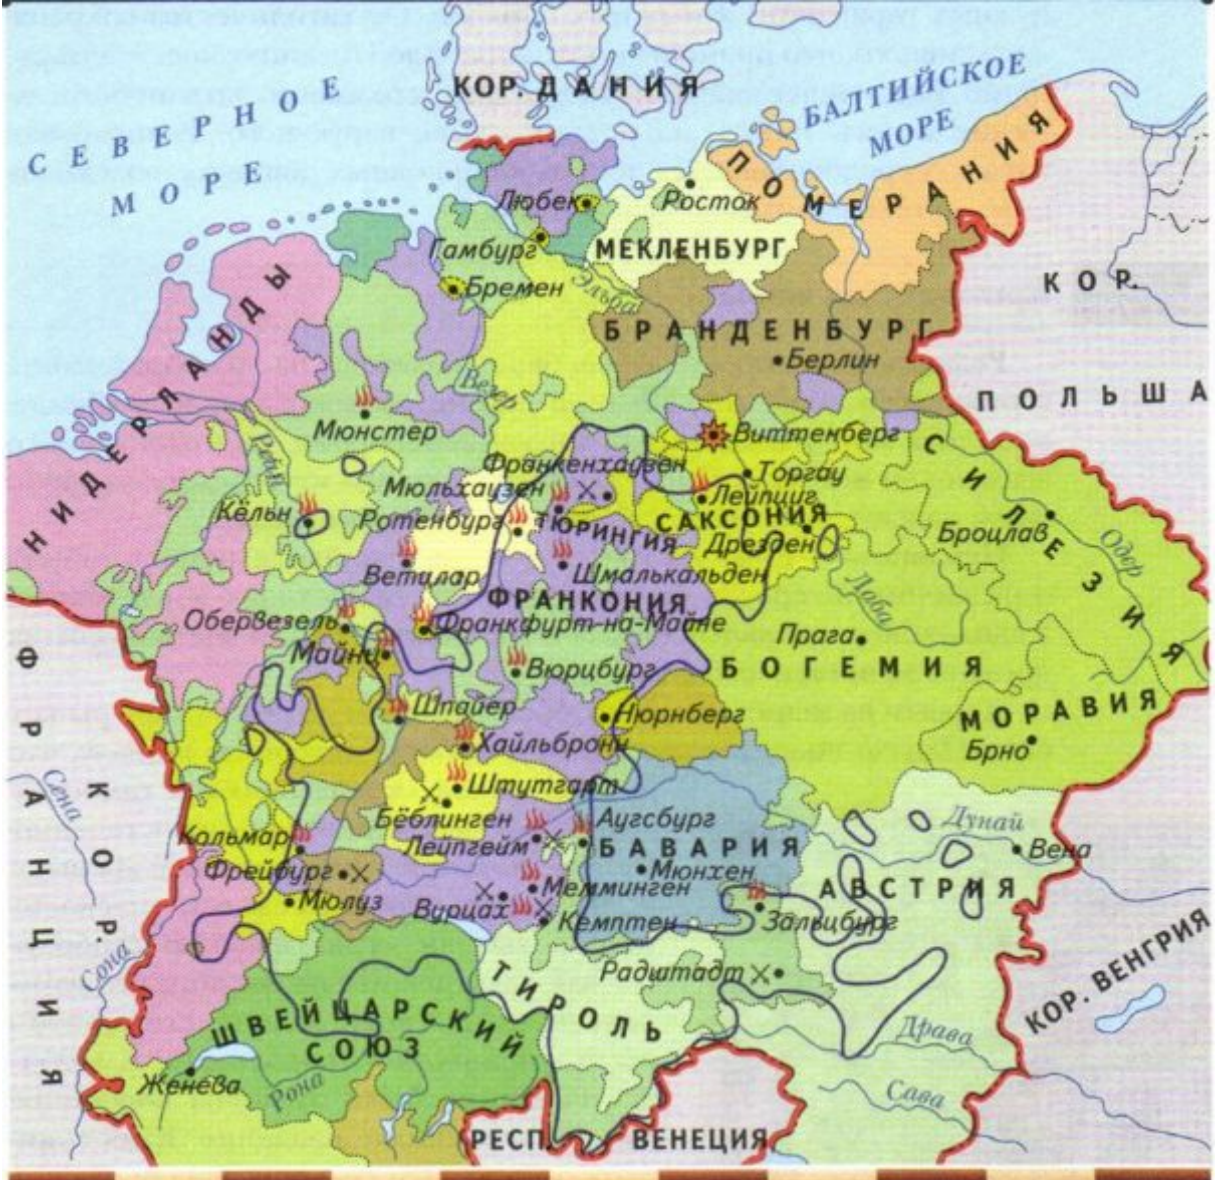 КОР. ДАНИЯ
СЕВЕРНОЕ
МОРЕ
БАЛТИЙСКОЕ
МОРЕ
ПОМЕРАНИЯ
Любек
Росток
Гамбург
МЕКЛЕНБУРГ
Бремен
Эльба
КОР.
ПОЛЬША
БРАНДЕНБУРГ
Берлин
НИДЕРЛАНДЫ
Везер
Мюнстер
Рейн
Виттенберг
СИЛЕЗИЯ
Франкенхаузен
Торгау
Мюльхаузен
Лейпциг
Кёльн
Ротенбург
ТЮРИНГИЯ
САКСОНИЯ
Дрезден
Броцлав
Одер
Ветцлар
Шмалькальден
Лаба
ФРАНКОНИЯ
Обервезель
Франкфурт-на-Майне
Прага
Майнц
Вюрцбург
БОГЕМИЯ
Шпайер
Нюрнберг
МОРАВИЯ
Хайльбронн
Брно
КОР.
ФРАНЦИЯ
Сена
Штутгарт
Бёблинген
Аугсбург
Дунай
Кольмар
Лейпгейм
БАВАРИЯ
Вена
Фрейбург
Мюнхен
Мемминген
АВСТРИЯ
Мюлуз
Вурцах
Кемптен
Зальцбург
Сона
Радштадт
КОР. ВЕНГРИЯ
ТИРОЛЬ
ШВЕЙЦАРСКИЙ
СОЮЗ
Драва
Женева
Рона
Сава
РЕСП. ВЕНЕЦИЯ